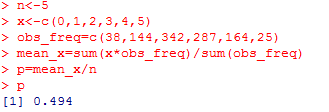 > n<-5
> x<-c(0,1,2,3,4,5)
> obs_freq=c(38,144,342,287,164,25)
> mean_x=sum(x*obs_freq)/sum(obs_freq)
> p=mean_x/n
> p
[1] 0.494